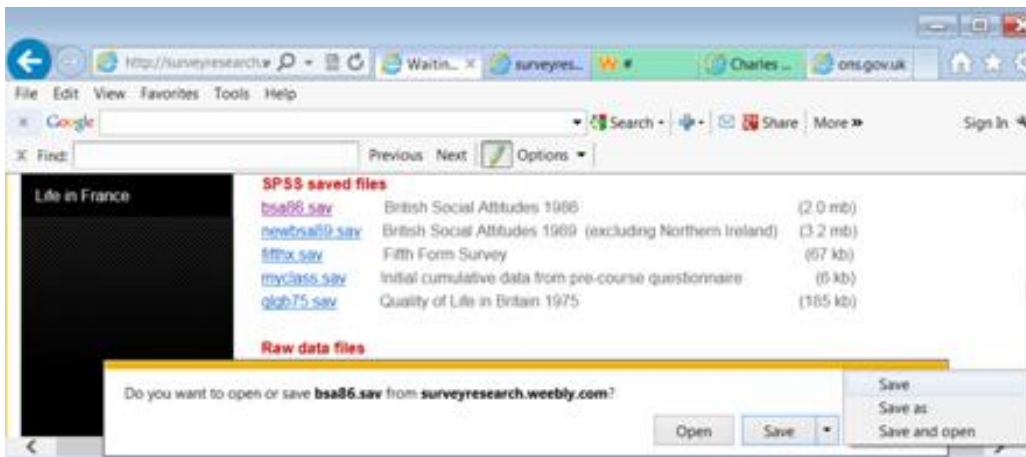 http://surveyresearch.w Waitin... surveyres... W # Charles ... ons.gov.uk
File Edit View Favorites Tools Help
x Google Search Share More » Sign In
X Find: Previous Next Options
SPSS saved files
Life in France
bsa86.sav British Social Attitudes 1986 (2.0 mb)
newbsa89.sav British Social Attitudes 1989 (excluding Northern Ireland) (3.2 mb)
fifthx.sav Fifth Form Survey (67 kb)
myclass.sav Initial cumulative data from pre-course questionnaire (6 kb)
qlgb75.sav Quality of Life in Britain 1975 (185 kb)
Raw data files
Do you want to open or save bsa86.sav from surveyresearch.weebly.com?
Open Save
Save
Save as
Save and open